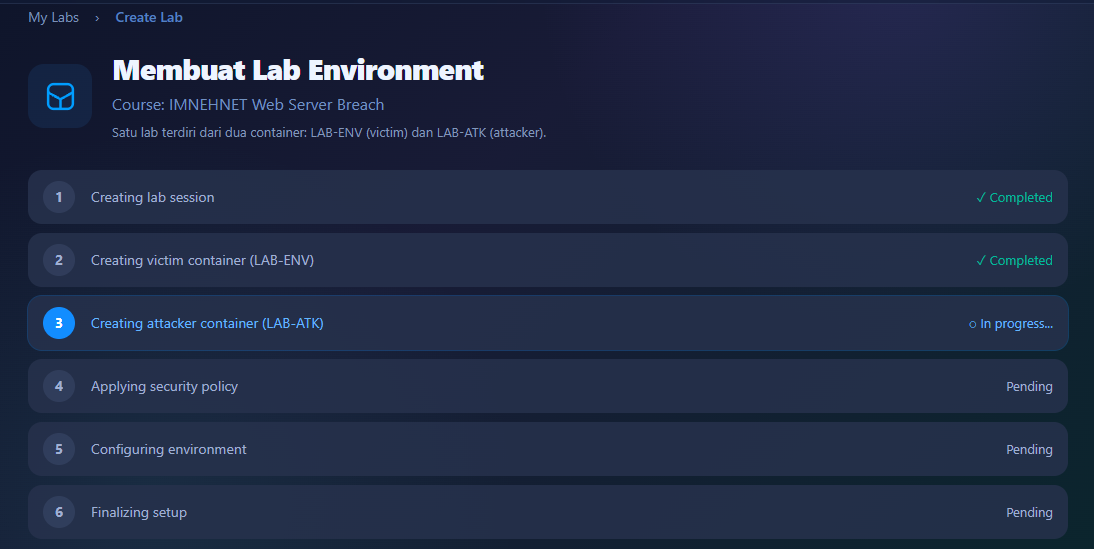 My Labs › Create Lab
Membuat Lab Environment
Course: IMNEHNET Web Server Breach
Satu lab terdiri dari dua container: LAB-ENV (victim) dan LAB-ATK (attacker).
1 Creating lab session ✓ Completed
2 Creating victim container (LAB-ENV) ✓ Completed
3 Creating attacker container (LAB-ATK) ○ In progress...
4 Applying security policy Pending
5 Configuring environment Pending
6 Finalizing setup Pending